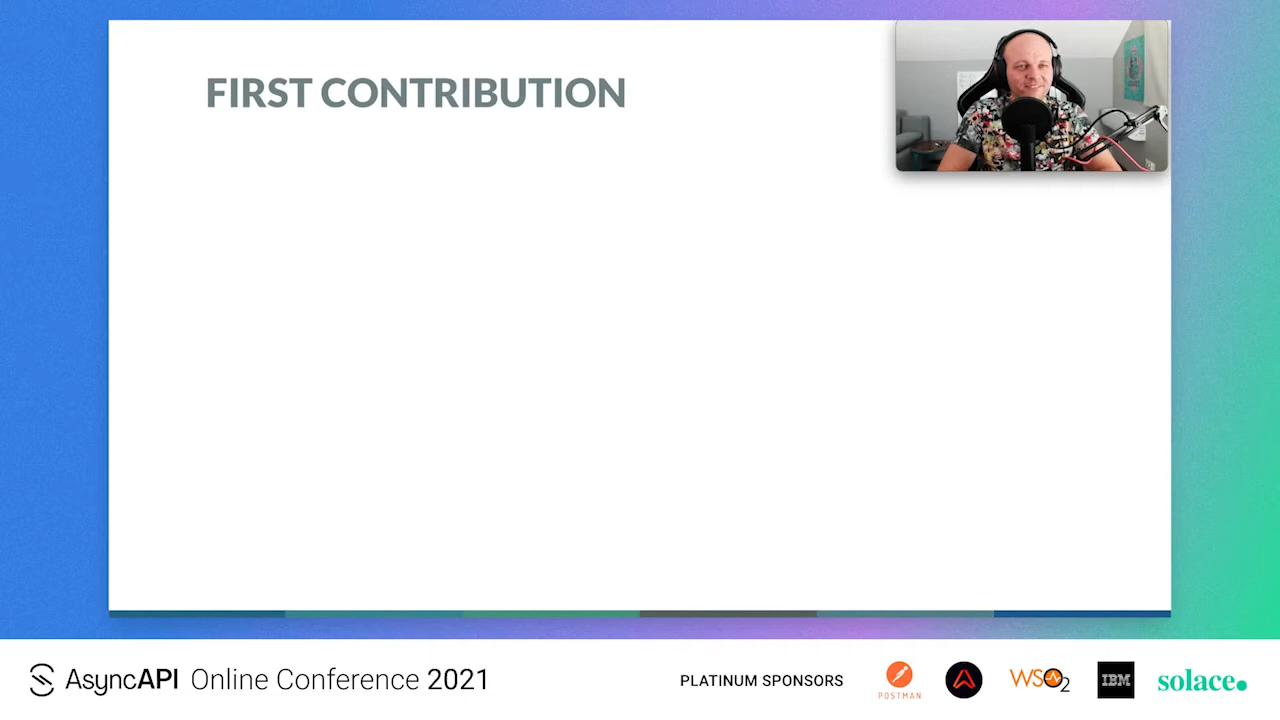 FIRST CONTRIBUTION
AsyncAPI Online Conference 2021
PLATINUM SPONSORS
POSTMAN
WSO2
IBM
solace.